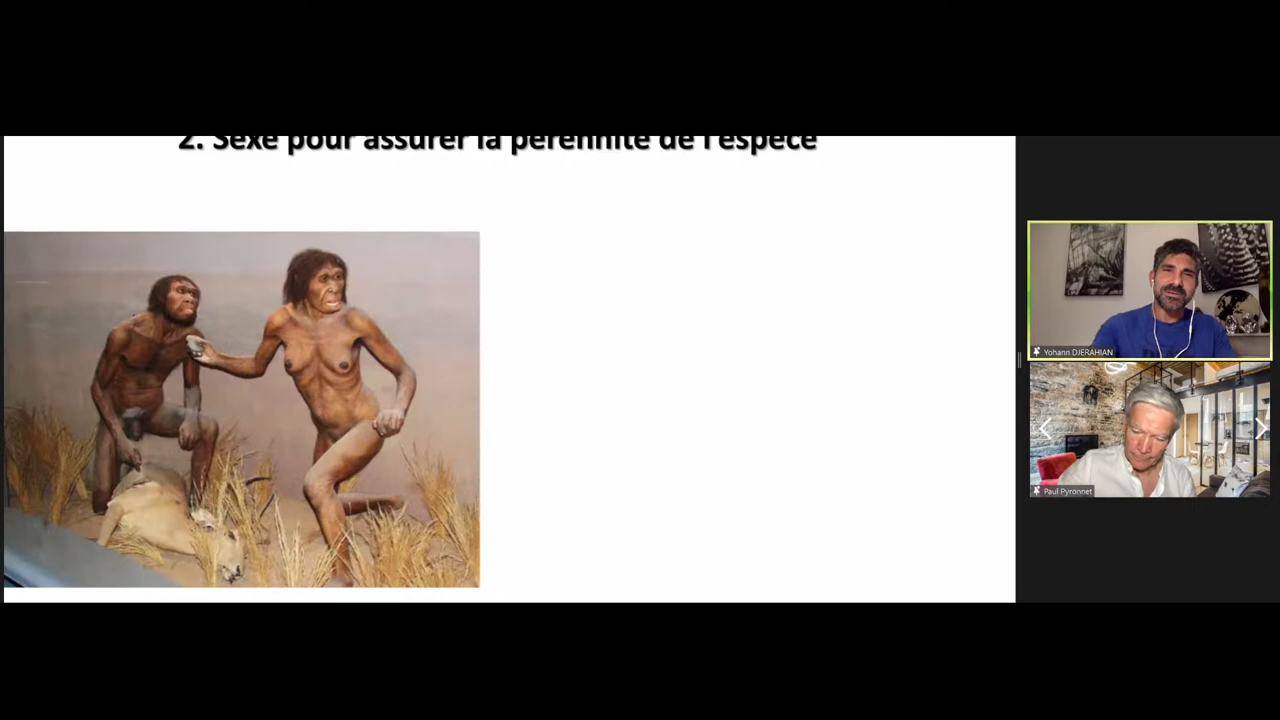 2. Sexe pour assurer la pérennité de l'espèce
Yohann DJERAHIAN
Paul Pyronnet